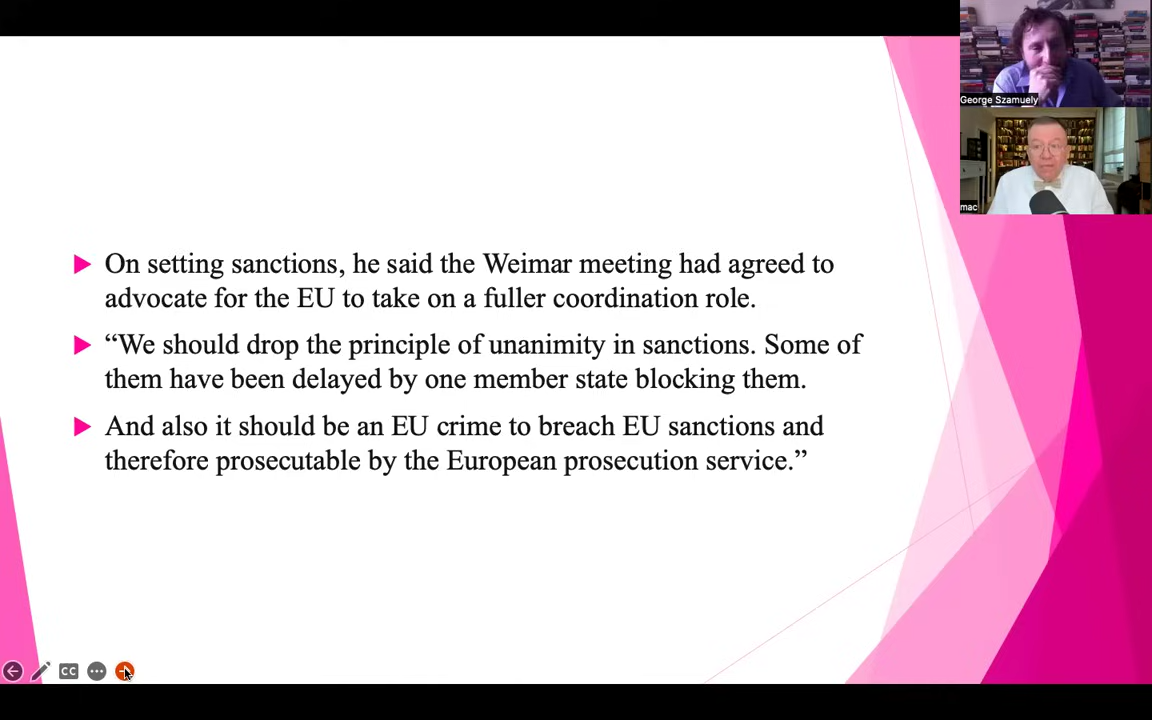 George Szamuely
mac
On setting sanctions, he said the Weimar meeting had agreed to
advocate for the EU to take on a fuller coordination role.
“We should drop the principle of unanimity in sanctions. Some of
them have been delayed by one member state blocking them.
And also it should be an EU crime to breach EU sanctions and
therefore prosecutable by the European prosecution service.”
CC